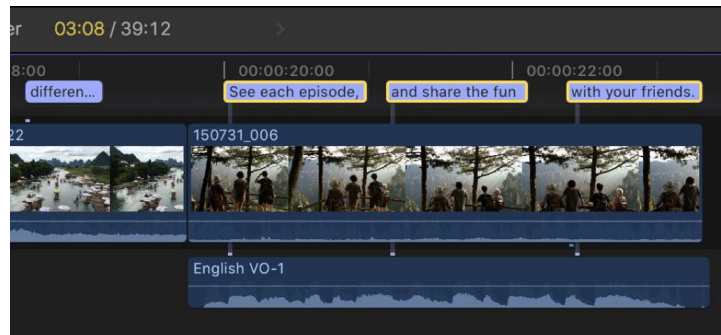 er 03:08 / 39:12
8:00 00:00:20:00 00:00:22:00
differen... See each episode, and share the fun with your friends.
22 150731_006
English VO-1